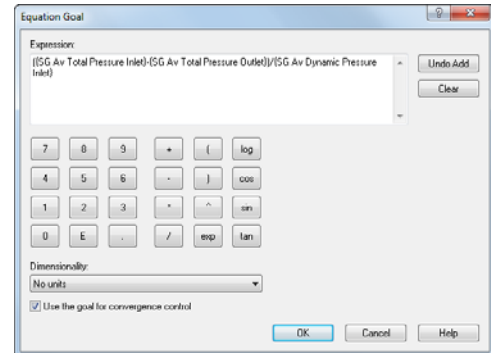 Equation Goal
Expression:
((SG Av Total Pressure Inlet)-(SG Av Total Pressure Outlet))/(SG Av Dynamic Pressure
Inlet)
Undo Add
Clear
7 8 9 + ( log
4 5 6 - ) cos
1 2 3 * ^ sin
0 E . / exp tan
Dimensionality:
No units
Use the goal for convergence control
OK Cancel Help